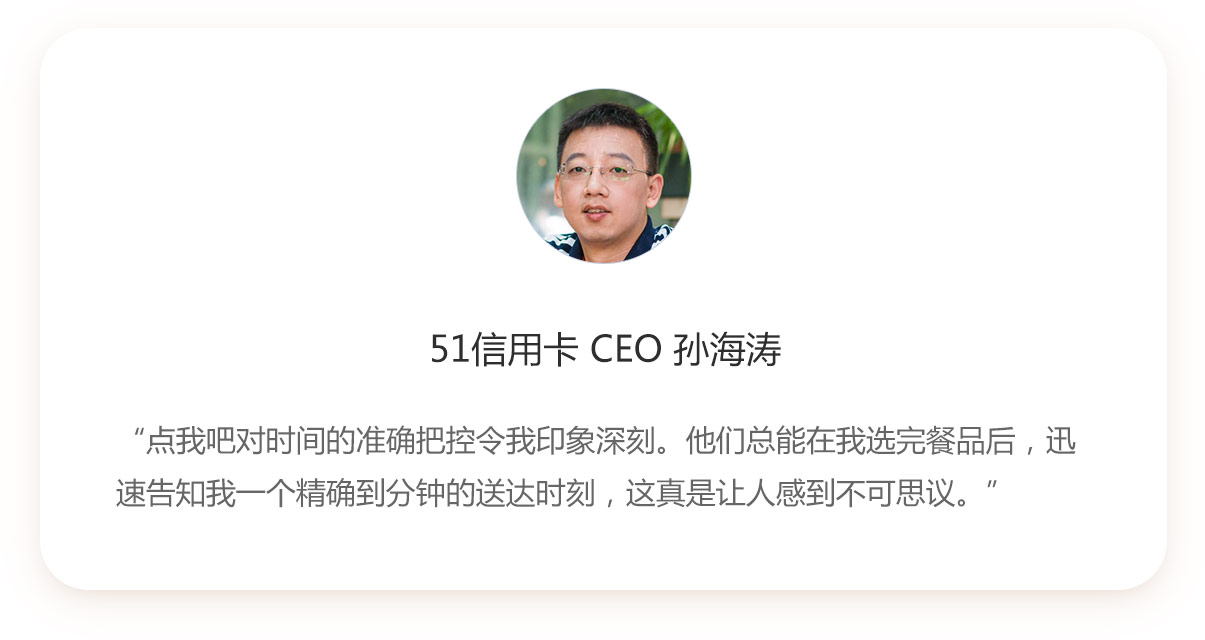 51信用卡 CEO 孙海涛
“点我吧对时间的准确把控令我印象深刻。他们总能在我选完餐品后，迅
速告知我一个精确到分钟的送达时刻，这真是让人感到不可思议。”